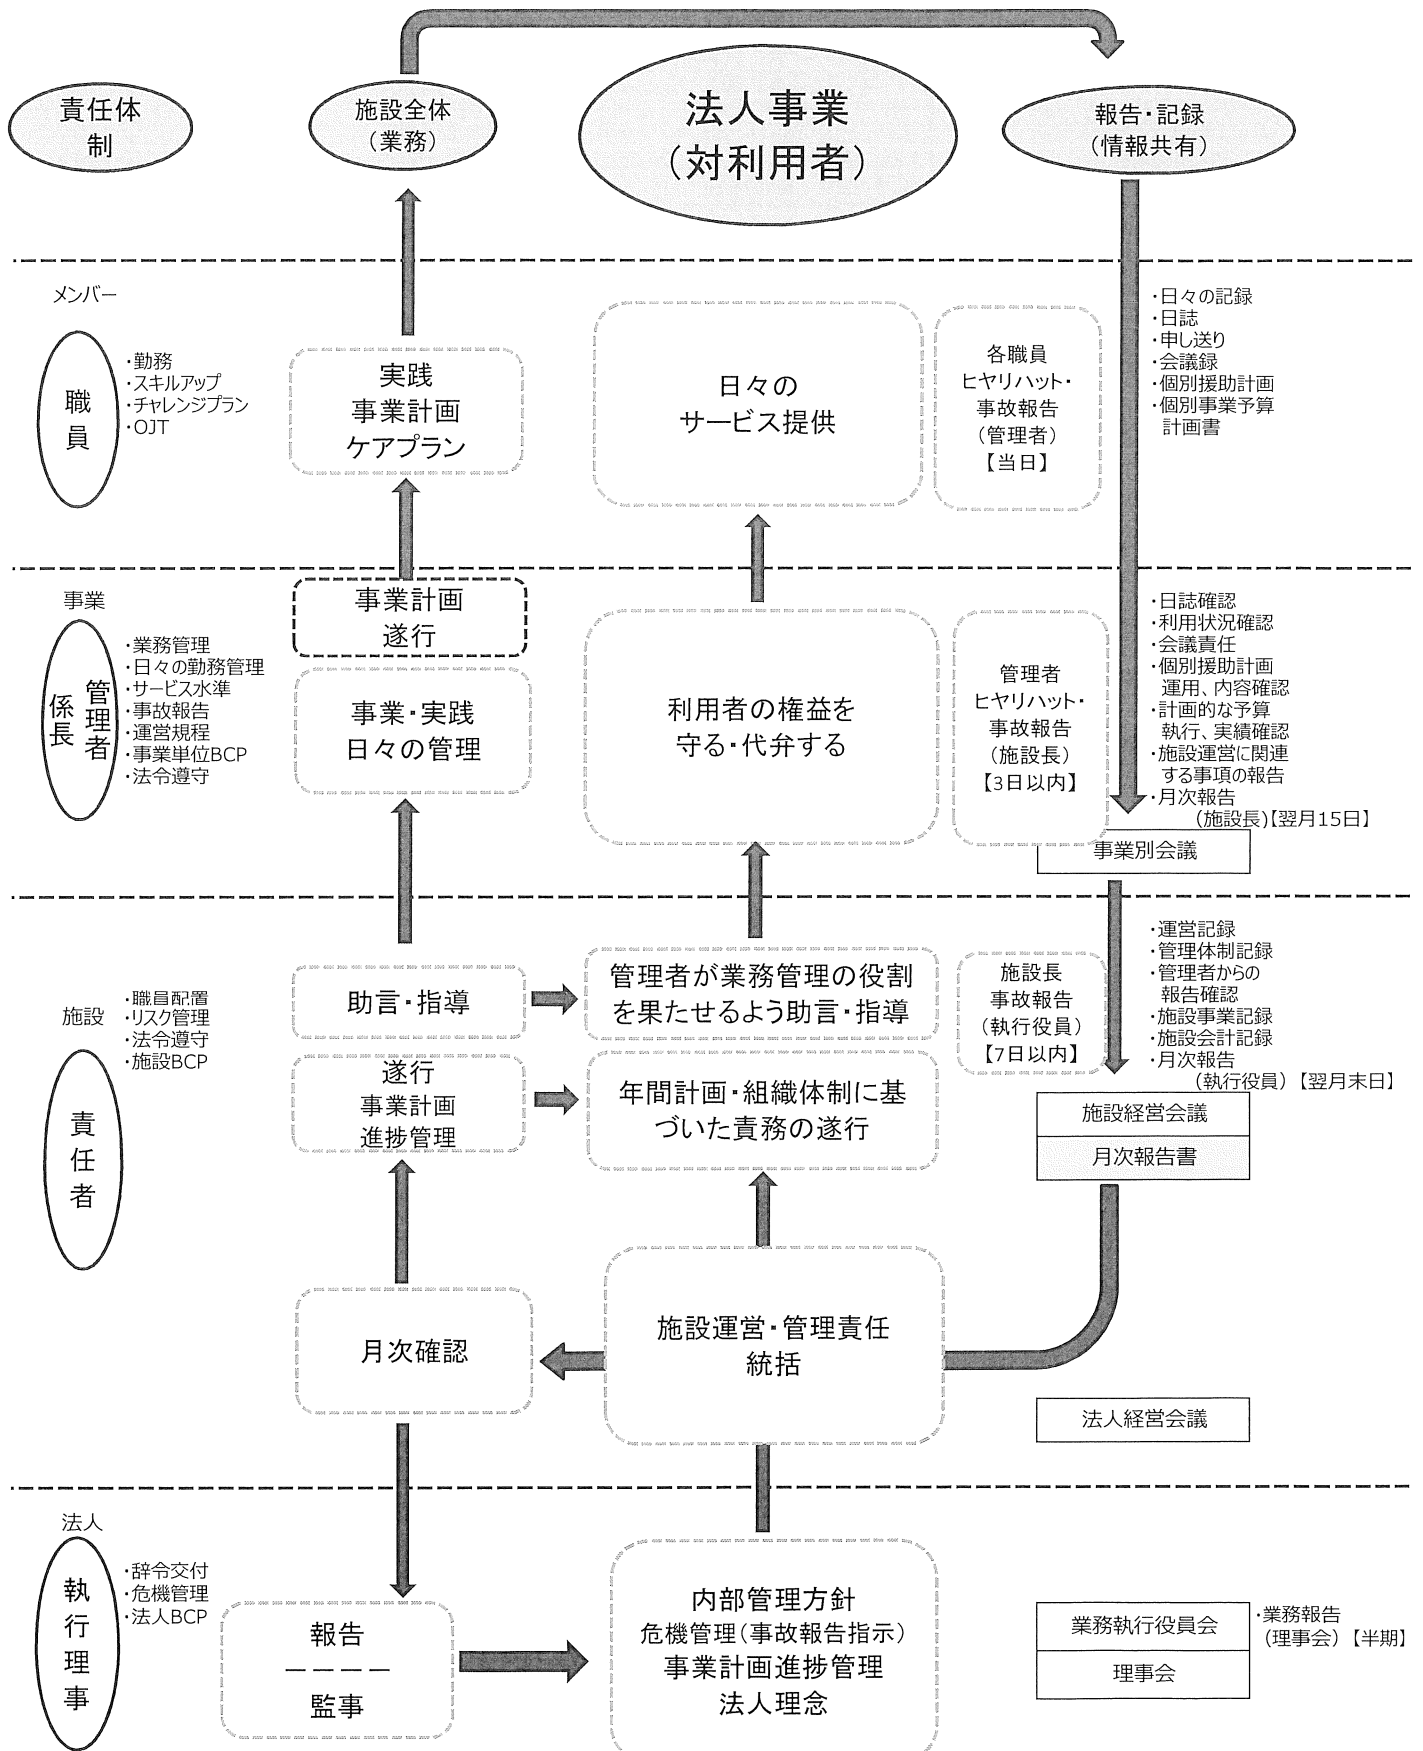 責任体
制
施設全体
(業務)
法人事業
(対利用者)
報告・記録
(情報共有)
メンバー
職員
・勤務
・スキルアップ
・チャレンジプラン
・OJT
実践
事業計画
ケアプラン
日々の
サービス提供
各職員
ヒヤリハット・
事故報告
(管理者)
【当日】
・日々の記録
・日誌
・申し送り
・会議録
・個別援助計画
・個別事業予算
計画書
事業
管理者
係長
・業務管理
・日々の勤務管理
・サービス水準
・事故報告
・運営規程
・事業単位BCP
・法令遵守
事業計画
遂行
事業・実践
日々の管理
利用者の権益を
守る・代弁する
管理者
ヒヤリハット・
事故報告
(施設長)
【3日以内】
・日誌確認
・利用状況確認
・会議責任
・個別援助計画
運用、内容確認
・計画的な予算
執行、実績確認
・施設運営に関連
する事項の報告
・月次報告
(施設長)【翌月15日】
事業別会議
施設
責任者
・職員配置
・リスク管理
・法令遵守
・施設BCP
助言・指導
管理者が業務管理の役割
を果たせるよう助言・指導
施設長
事故報告
(執行役員)
【7日以内】
・運営記録
・管理体制記録
・管理者からの
報告確認
・施設事業記録
・施設会計記録
・月次報告
(執行役員)【翌月末日】
遂行
事業計画
進捗管理
年間計画・組織体制に基
づいた責務の遂行
施設経営会議
月次報告書
月次確認
施設運営・管理責任
統括
法人経営会議
法人
執行理事
・辞令交付
・危機管理
・法人BCP
報告
－－－－
監事
内部管理方針
危機管理(事故報告指示)
事業計画進捗管理
法人理念
業務執行役員会
理事会
・業務報告
(理事会)【半期】